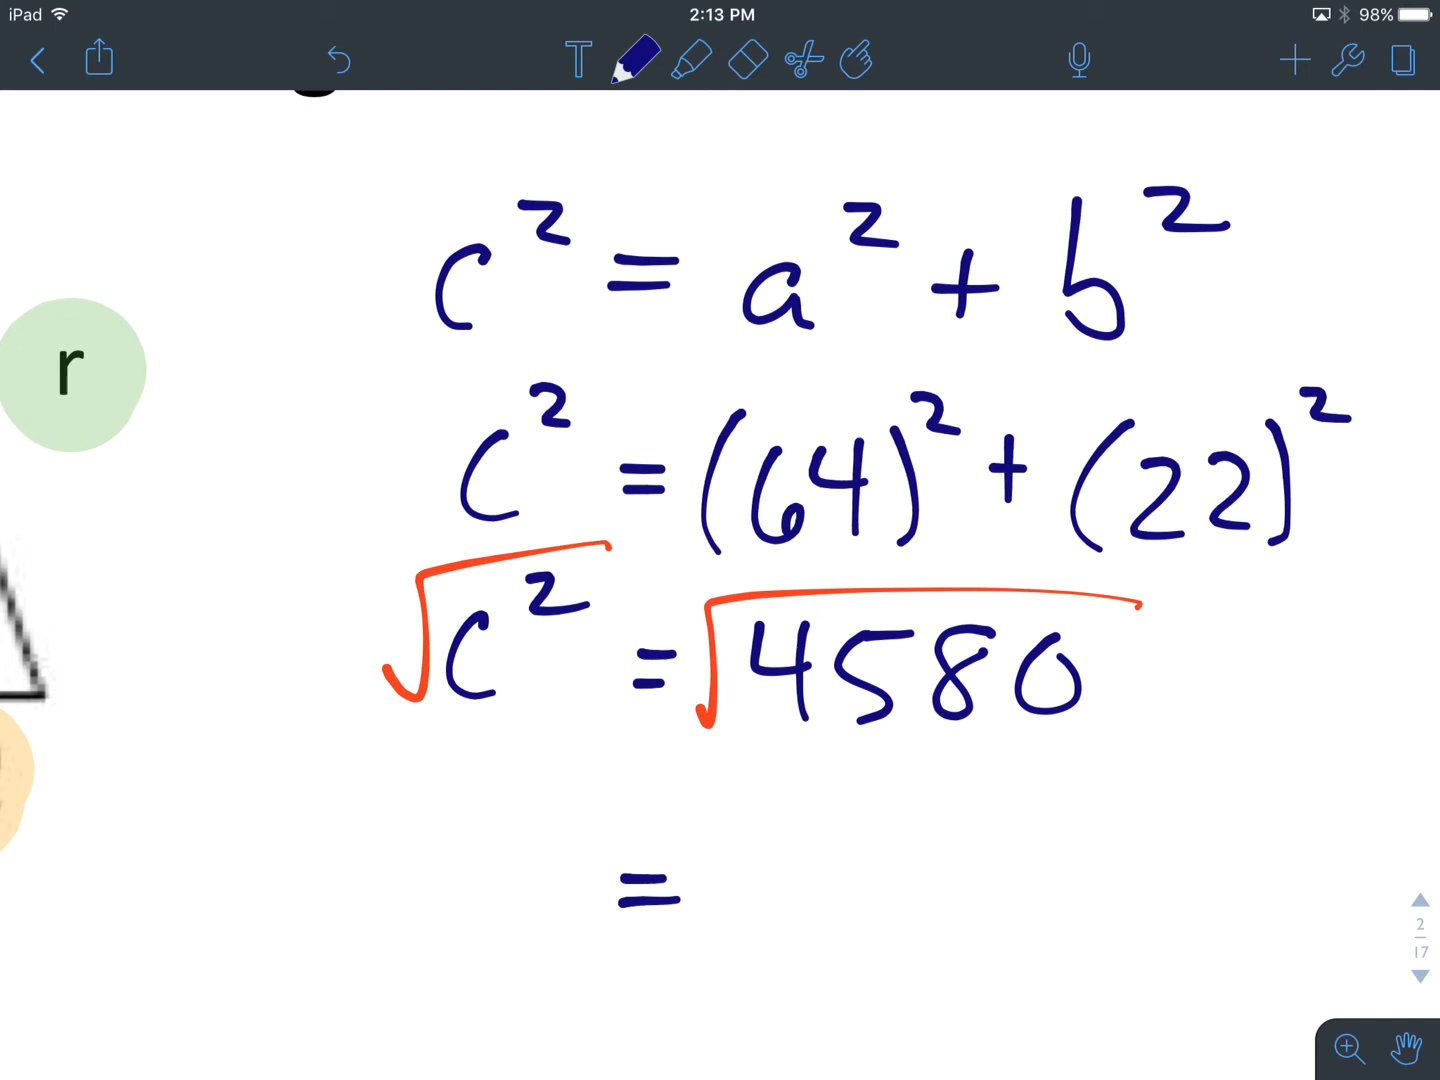 iPad 2:13 PM 98%
T
c² = a² + b²
r
c² = (64)² + (22)²
√c² = √4580
=
2
17